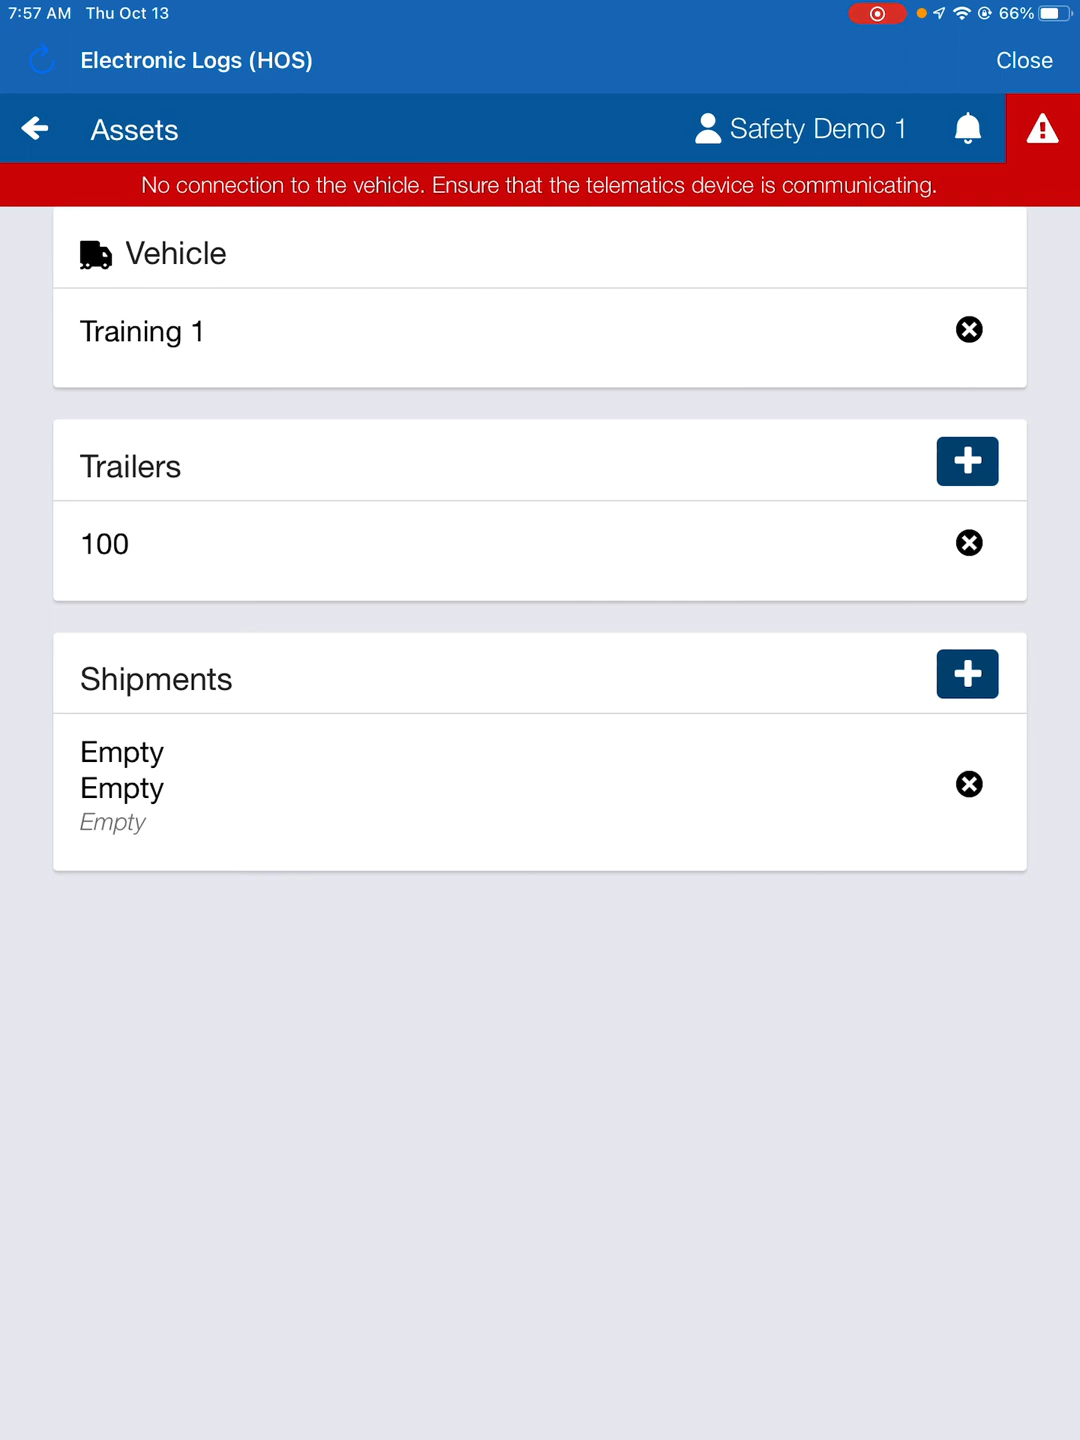 7:57 AM Thu Oct 13 66%
Electronic Logs (HOS) Close
Assets Safety Demo 1
No connection to the vehicle. Ensure that the telematics device is communicating.
Vehicle
Training 1
Trailers
100
Shipments
Empty
Empty
Empty